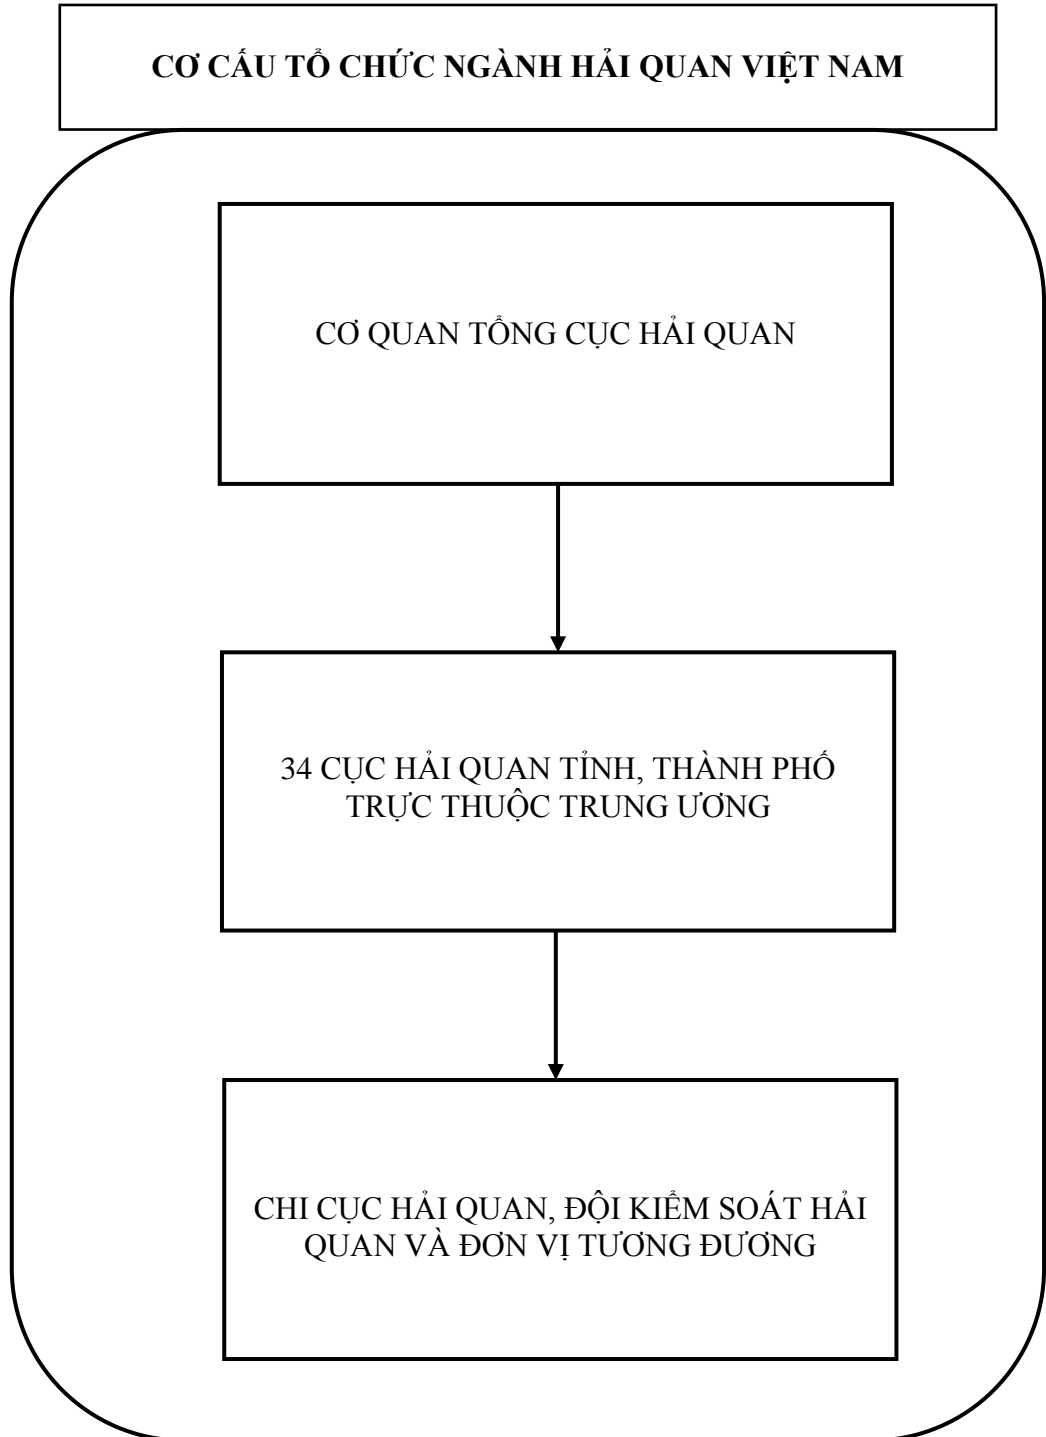 CƠ CẤU TỔ CHỨC NGÀNH HẢI QUAN VIỆT NAM
CƠ QUAN TỔNG CỤC HẢI QUAN
34 CỤC HẢI QUAN TỈNH, THÀNH PHỐ
TRỰC THUỘC TRUNG ƯƠNG
CHI CỤC HẢI QUAN, ĐỘI KIỂM SOÁT HẢI
QUAN VÀ ĐƠN VỊ TƯƠNG ĐƯƠNG